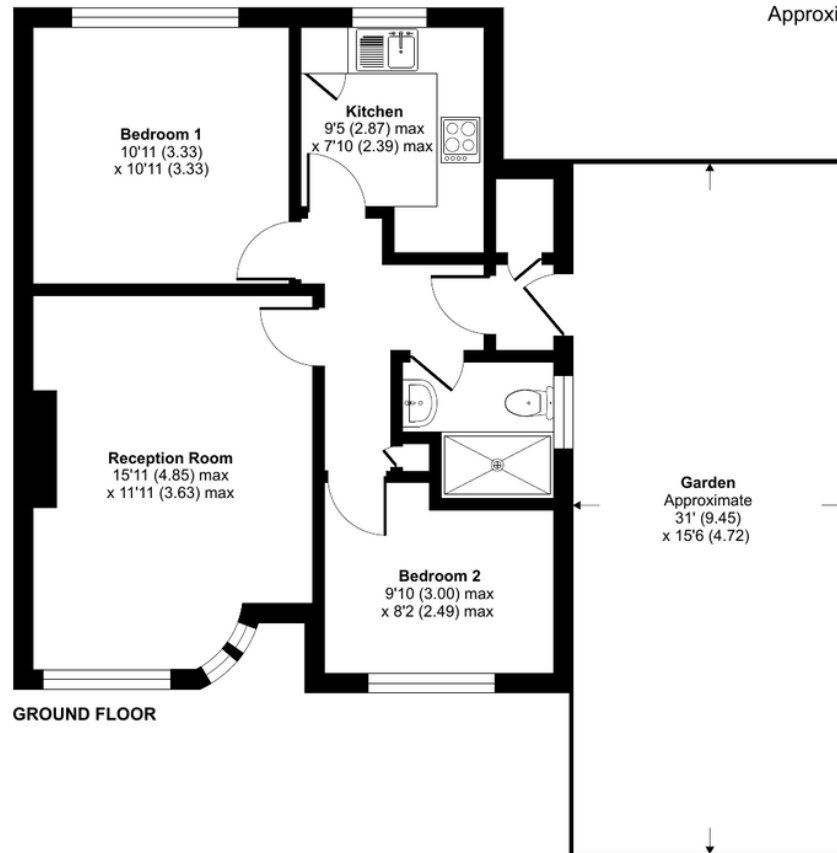 Approxi
Bedroom 1
10'11 (3.33)
x 10'11 (3.33)
Kitchen
9'5 (2.87) max
x 7'10 (2.39) max
Reception Room
15'11 (4.85) max
x 11'11 (3.63) max
Garden
Approximate
31' (9.45)
x 15'6 (4.72)
Bedroom 2
9'10 (3.00) max
x 8'2 (2.49) max
GROUND FLOOR